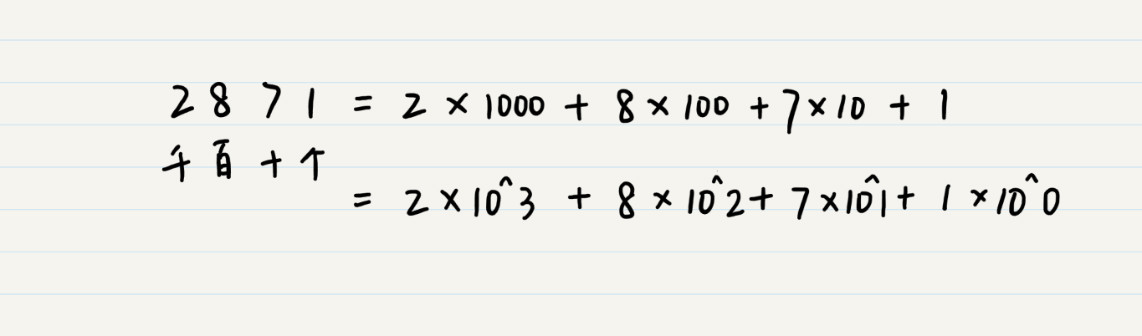 2 8 7 1 = 2 × 1000 + 8 × 100 + 7 × 10 + 1
千 百 十 个
= 2 × 10^3 + 8 × 10^2 + 7 × 10^1 + 1 × 10^0